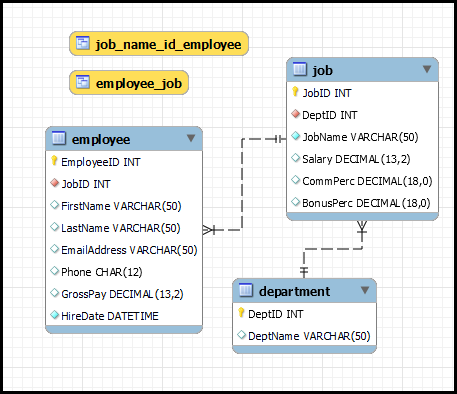 job_name_id_employee
employee_job
job
JobID INT
DeptID INT
JobName VARCHAR(50)
Salary DECIMAL(13,2)
CommPerc DECIMAL(18,0)
BonusPerc DECIMAL(18,0)
employee
EmployeeID INT
JobID INT
FirstName VARCHAR(50)
LastName VARCHAR(50)
EmailAddress VARCHAR(50)
Phone CHAR(12)
GrossPay DECIMAL(13,2)
HireDate DATETIME
department
DeptID INT
DeptName VARCHAR(50)